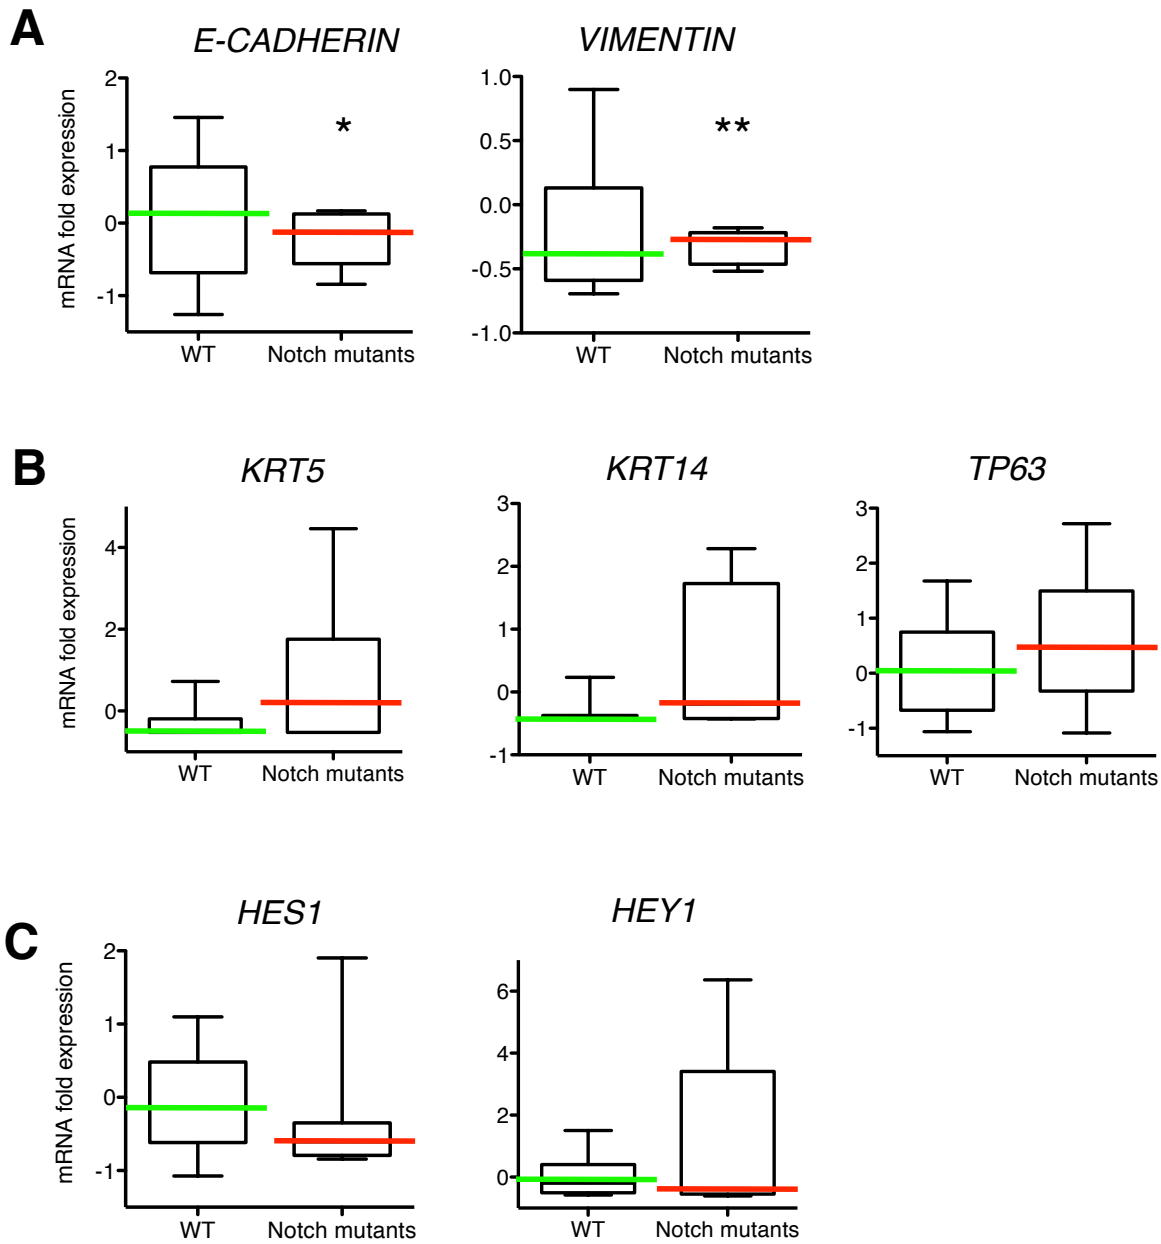 A
E-CADHERIN
VIMENTIN
mRNA fold expression
2
1
0
-1
*
WT
Notch mutants
1.0
0.5
0.0
-0.5
-1.0
**
WT
Notch mutants
B
KRT5
KRT14
TP63
mRNA fold expression
4
2
0
WT
Notch mutants
3
2
1
0
-1
WT
Notch mutants
3
2
1
0
-1
WT
Notch mutants
C
HES1
HEY1
mRNA fold expression
2
1
0
-1
WT
Notch mutants
6
4
2
0
WT
Notch mutants